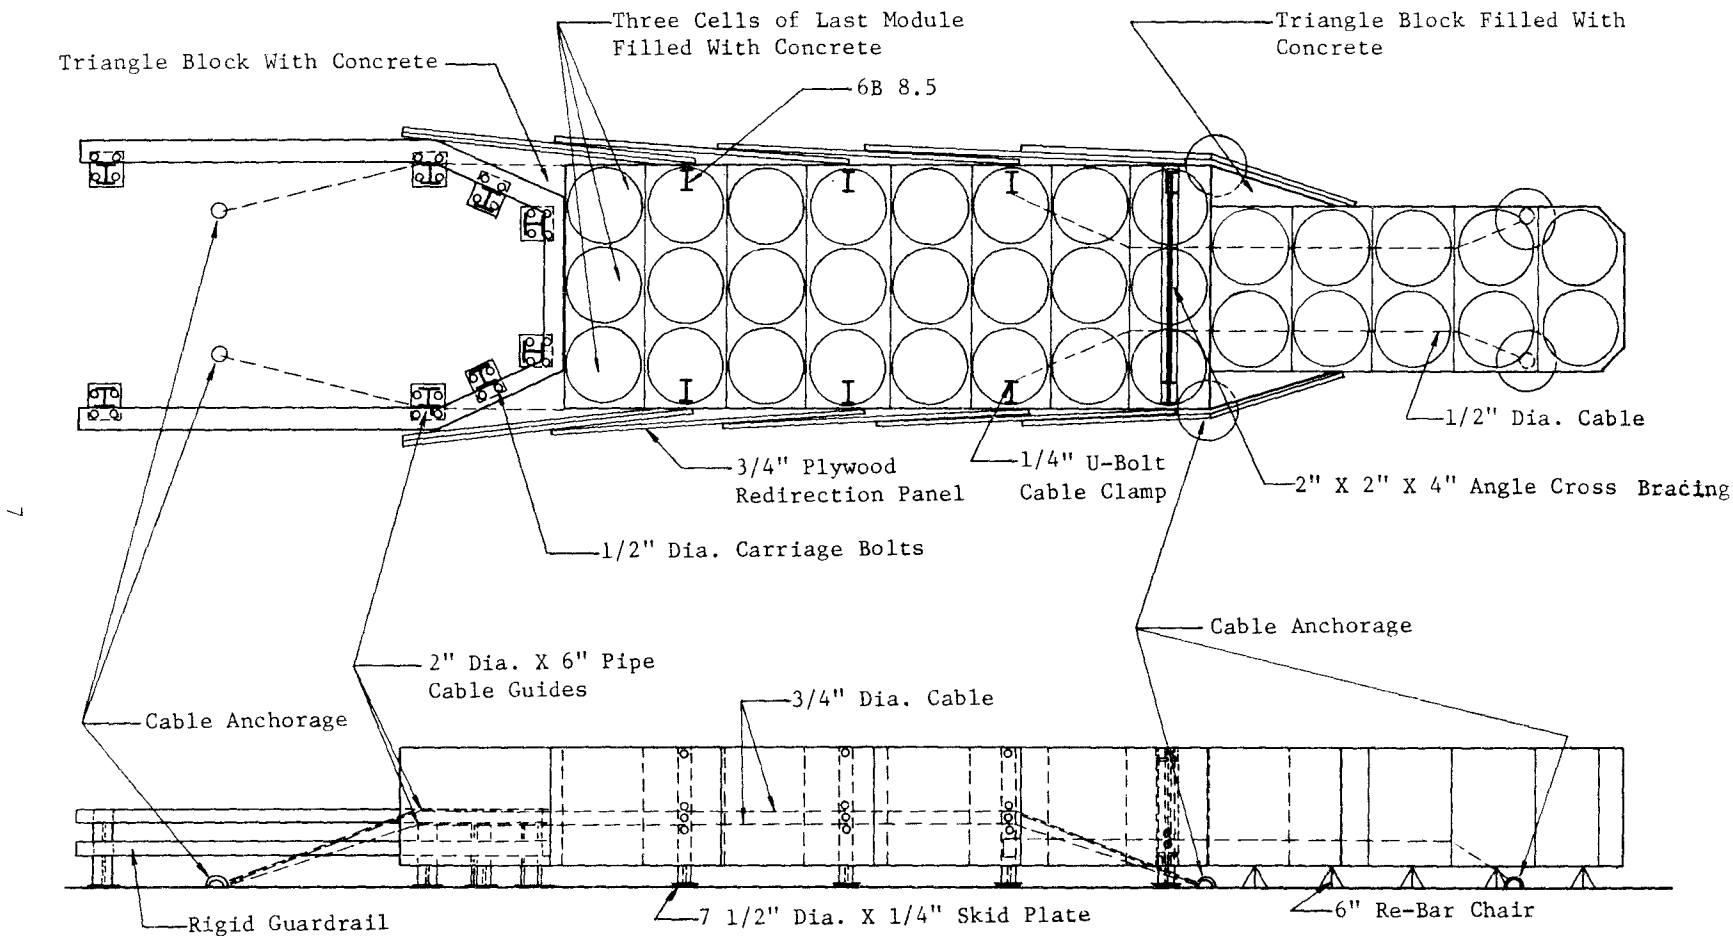 Three Cells of Last Module
Filled With Concrete
Triangle Block Filled With
Concrete
Triangle Block With Concrete
6B 8.5
1/2" Dia. Cable
3/4" Plywood
Redirection Panel
1/4" U-Bolt
Cable Clamp
2" X 2" X 4" Angle Cross Bracing
7
1/2" Dia. Carriage Bolts
Cable Anchorage
2" Dia. X 6" Pipe
Cable Guides
3/4" Dia. Cable
Cable Anchorage
Rigid Guardrail
7 1/2" Dia. X 1/4" Skid Plate
6" Re-Bar Chair